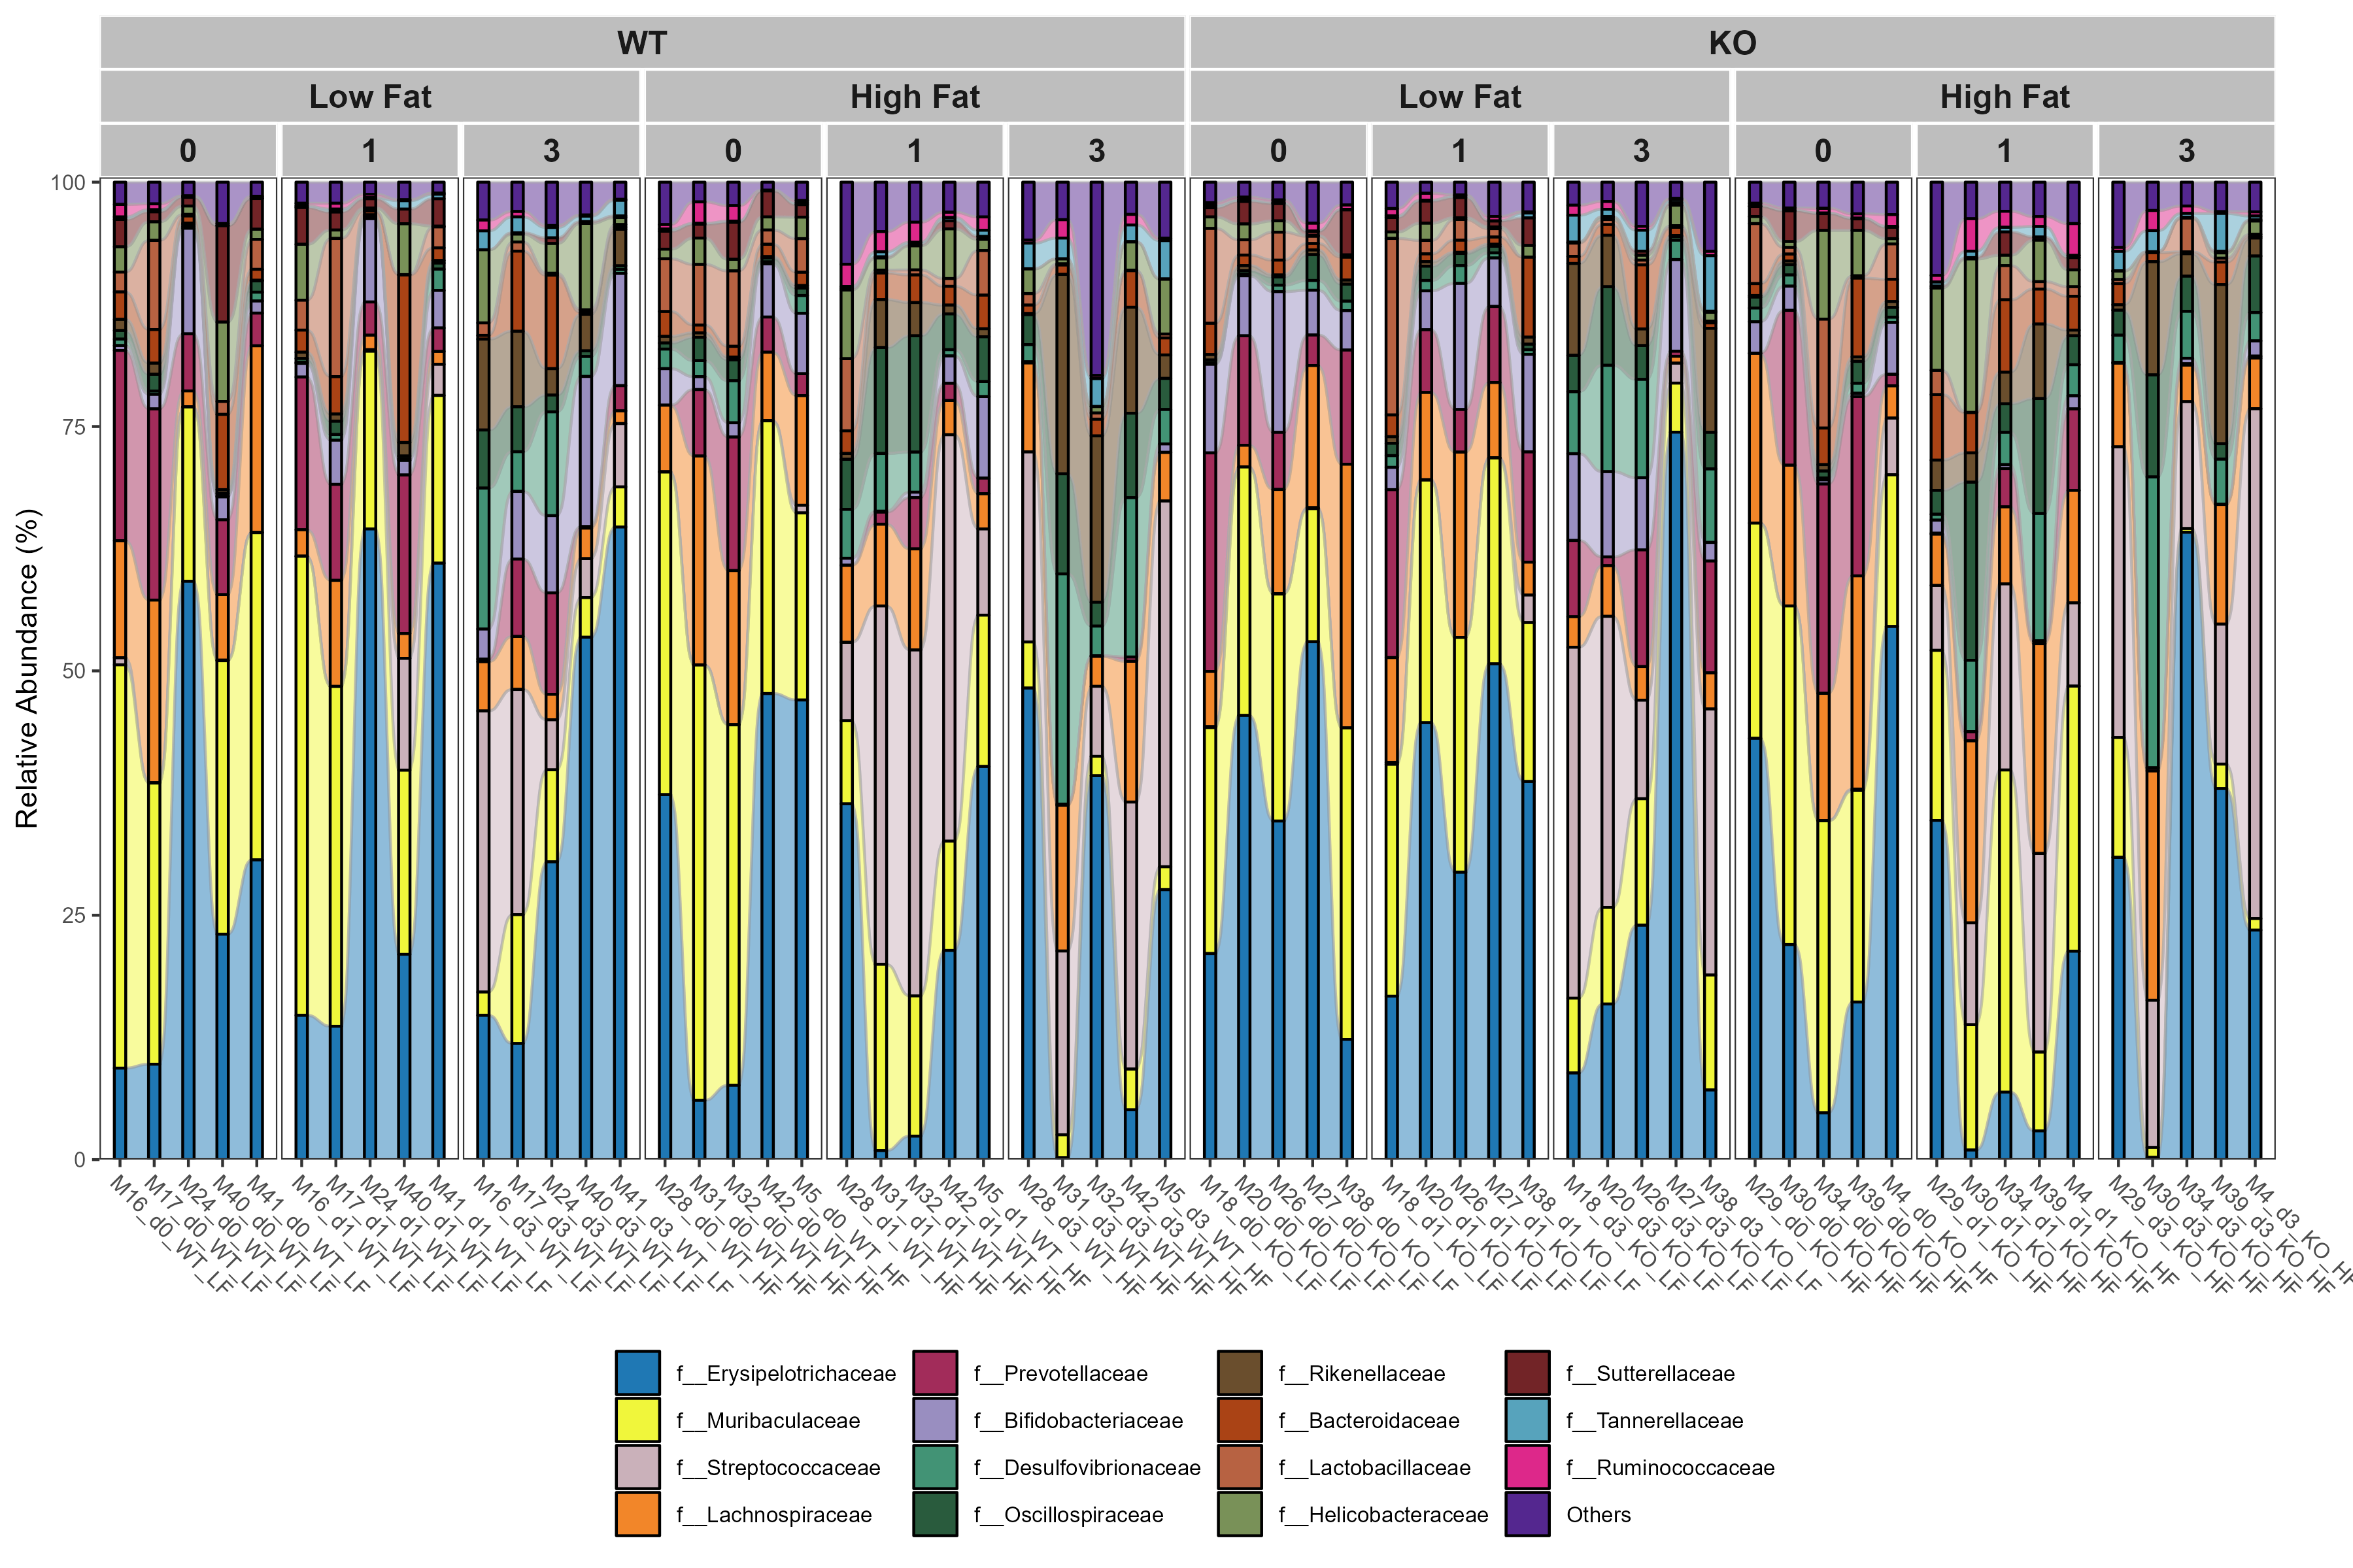 WT KO
Low Fat High Fat Low Fat High Fat
0 1 3 0 1 3 0 1 3 0 1 3
Relative Abundance (%)
100
75
50
25
0
M16_d0_WT_LF
M17_d0_WT_LF
M24_d0_WT_LF
M40_d0_WT_LF
M41_d0_WT_LF
M16_d1_WT_LF
M17_d1_WT_LF
M24_d1_WT_LF
M40_d1_WT_LF
M41_d1_WT_LF
M16_d3_WT_LF
M17_d3_WT_LF
M24_d3_WT_LF
M40_d3_WT_LF
M41_d3_WT_LF
M28_d0_WT_HF
M31_d0_WT_HF
M32_d0_WT_HF
M42_d0_WT_HF
M5_d0_WT_HF
M28_d1_WT_HF
M31_d1_WT_HF
M32_d1_WT_HF
M42_d1_WT_HF
M5_d1_WT_HF
M28_d3_WT_HF
M31_d3_WT_HF
M32_d3_WT_HF
M42_d3_WT_HF
M5_d3_WT_HF
M18_d0_KO_LF
M20_d0_KO_LF
M26_d0_KO_LF
M27_d0_KO_LF
M38_d0_KO_LF
M18_d1_KO_LF
M20_d1_KO_LF
M26_d1_KO_LF
M27_d1_KO_LF
M38_d1_KO_LF
M18_d3_KO_LF
M20_d3_KO_LF
M26_d3_KO_LF
M27_d3_KO_LF
M38_d3_KO_LF
M29_d0_KO_HF
M30_d0_KO_HF
M34_d0_KO_HF
M39_d0_KO_HF
M4_d0_KO_HF
M29_d1_KO_HF
M30_d1_KO_HF
M34_d1_KO_HF
M39_d1_KO_HF
M4_d1_KO_HF
M29_d3_KO_HF
M30_d3_KO_HF
M34_d3_KO_HF
M39_d3_KO_HF
M4_d3_KO_HF
f__Erysipelotrichaceae f__Prevotellaceae f__Rikenellaceae f__Sutterellaceae
f__Muribaculaceae f__Bifidobacteriaceae f__Bacteroidaceae f__Tannerellaceae
f__Streptococcaceae f__Desulfovibrionaceae f__Lactobacillaceae f__Ruminococcaceae
f__Lachnospiraceae f__Oscillospiraceae f__Helicobacteraceae Others